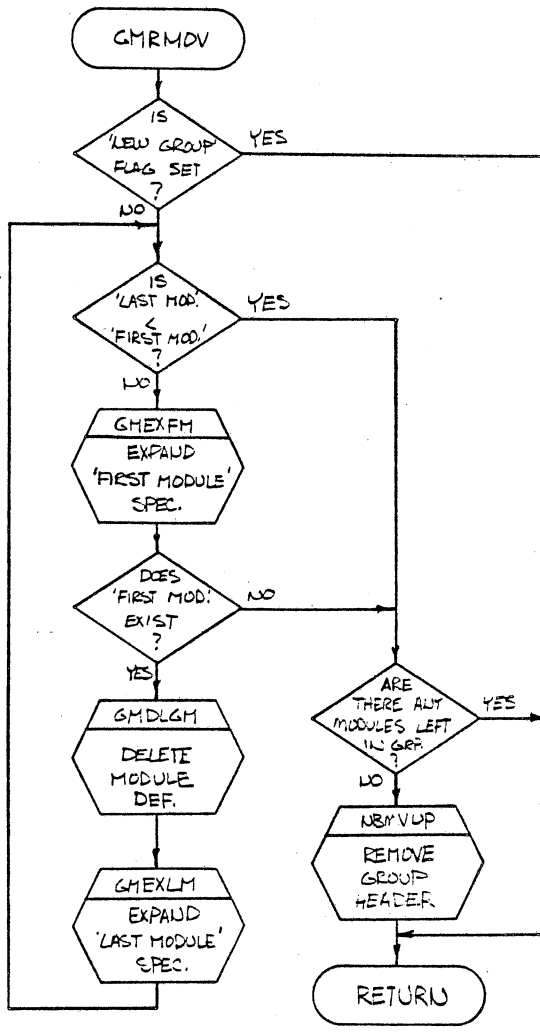 GMRMOV
IS
'NEW GROUP'
FLAG SET
?
YES
NO
IS
'LAST MOD.'
<
'FIRST MOD.'
?
YES
NO
GMEXFM
EXPAND
'FIRST MODULE'
SPEC.
DOES
'FIRST MOD.'
EXIST
?
NO
YES
GMDLGM
DELETE
MODULE
DEF.
GMEXLM
EXPAND
'LAST MODULE'
SPEC.
ARE
THERE ANY
MODULES LEFT
IN GRP.
?
YES
NO
NBMVUP
REMOVE
GROUP
HEADER
RETURN